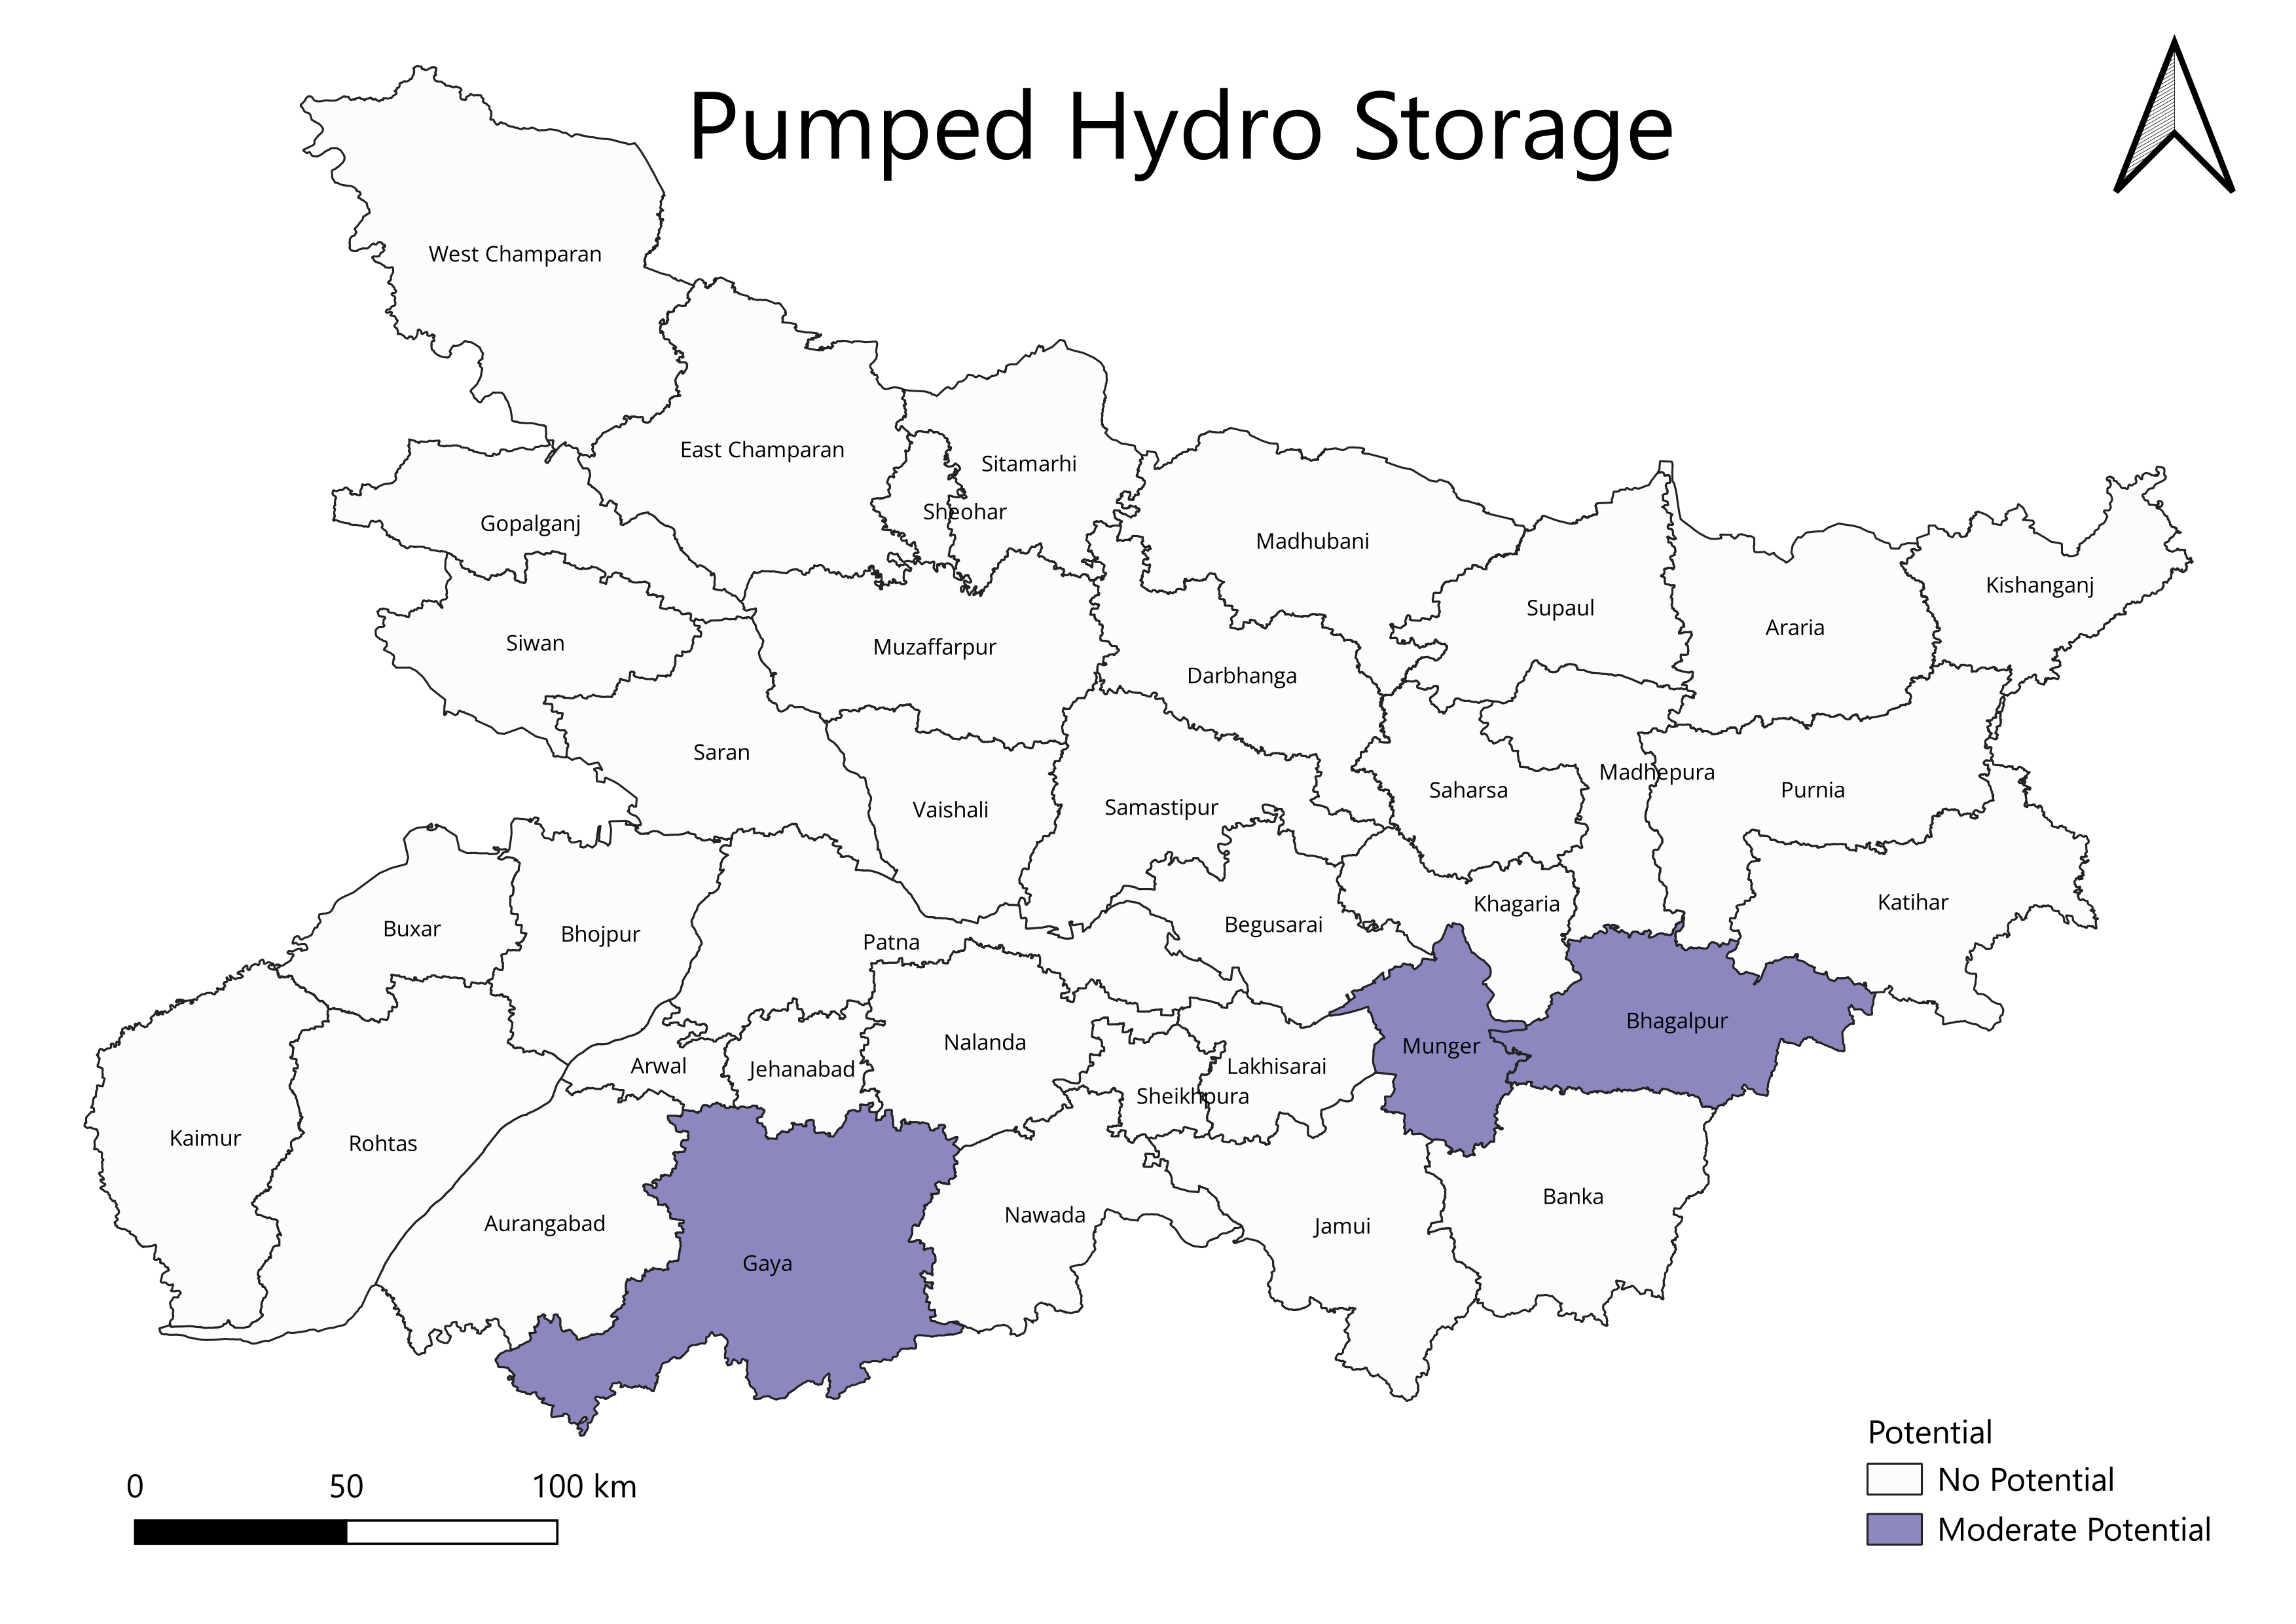 Pumped Hydro Storage
West Champaran
East Champaran
Sitamarhi
Sheohar
Gopalganj
Madhubani
Kishanganj
Supaul
Araria
Siwan
Muzaffarpur
Darbhanga
Saran
Madhepura
Saharsa
Purnia
Vaishali
Samastipur
Katihar
Khagaria
Begusarai
Buxar
Bhojpur
Patna
Bhagalpur
Nalanda
Munger
Arwal
Jehanabad
Lakhisarai
Sheikhpura
Kaimur
Rohtas
Banka
Nawada
Aurangabad
Jamui
Gaya
Potential
No Potential
Moderate Potential
0 50 100 km